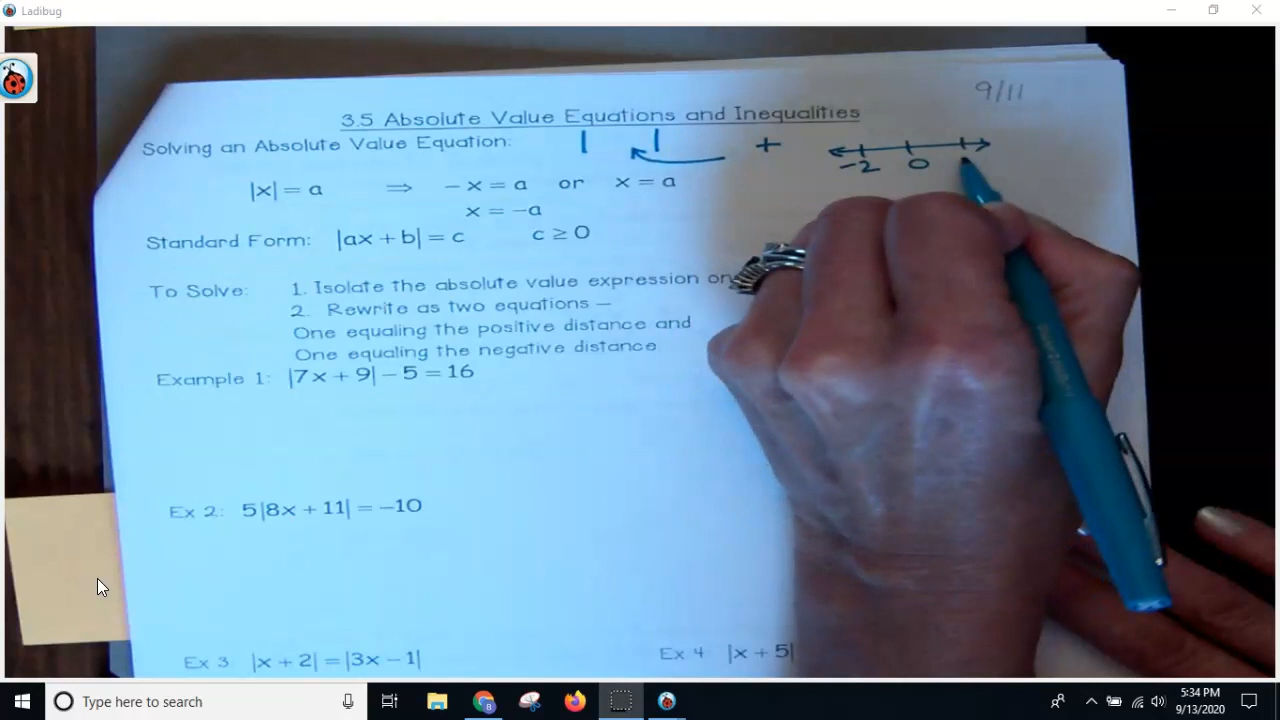 Ladibug
9/11
3.5 Absolute Value Equations and Inequalities
Solving an Absolute Value Equation: | | +
-2 0
|x| = a ⟹ -x = a or x = a
x = -a
Standard Form: |ax + b| = c c ≥ 0
To Solve: 1. Isolate the absolute value expression on
2. Rewrite as two equations –
One equaling the positive distance and
One equaling the negative distance
Example 1: |7x + 9| - 5 = 16
Ex 2: 5|8x + 11| = -10
Ex 3 |x + 2| = |3x - 1|
Ex 4 |x + 5|
Type here to search
5:34 PM
9/13/2020